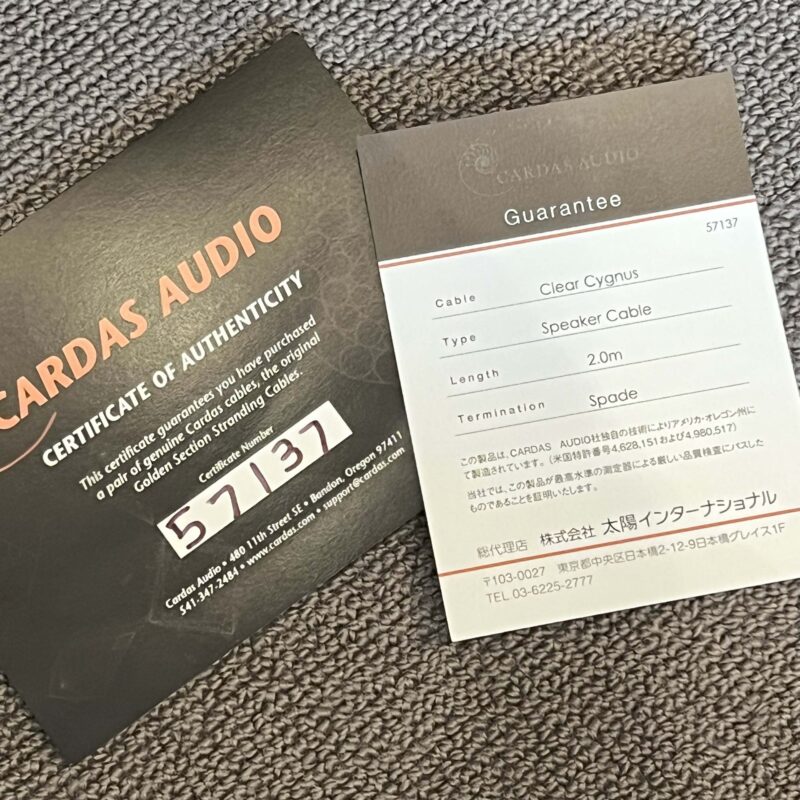 CARDAS AUDIO
CERTIFICATE OF AUTHENTICITY
This certificate guarantees you have purchased
a pair of genuine Cardas cables, the original
Golden Section Stranding Cables.
Certificate Number
57137
Cardas Audio • 480 11th Street SE • Bandon, Oregon 97411
541-347-2484 • www.cardas.com • support@cardas.com
CARDAS AUDIO
Guarantee
57137
Cable Clear Cygnus
Type Speaker Cable
Length 2.0m
Termination Spade
この製品は、CARDAS AUDIO社独自の技術によりアメリカ・オレゴン州に
て製造されています。(米国特許番号4,628,151および4,980,517)
当社では、この製品が最高水準の測定器による厳しい品質検査にパスした
ものであることを証明いたします。
総代理店 株式会社 太陽インターナショナル
〒103-0027 東京都中央区日本橋2-12-9日本橋グレイス1F
TEL 03-6225-2777